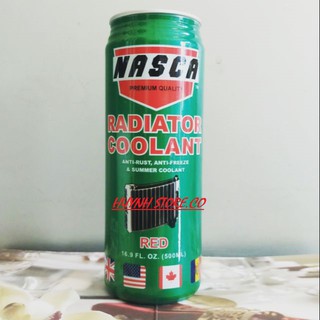 NASCA
PREMIUM QUALITY
RADIATOR
COOLANT
ANTI-RUST, ANTI-FREEZE
& SUMMER COOLANT
HAYNH STORE.CO
RED
16.9 FL. OZ. (500ML)